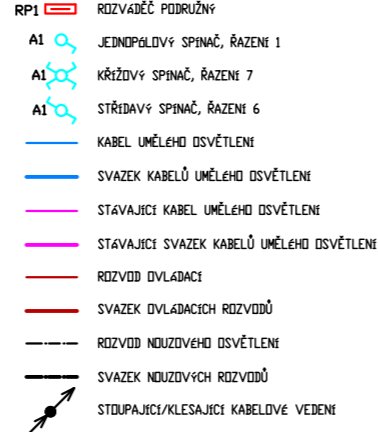 RP1 ROZVÁDĚČ PODRUŽNÝ
A1 JEDNOPÓLOVÝ SPÍNAČ, ŘAZENÍ 1
A1 KŘÍŽOVÝ SPÍNAČ, ŘAZENÍ 7
A1 STŘÍDAVÝ SPÍNAČ, ŘAZENÍ 6
KABEL UMĚLÉHO OSVĚTLENÍ
SVAZEK KABELŮ UMĚLÉHO OSVĚTLENÍ
STÁVAJÍCÍ KABEL UMĚLÉHO OSVĚTLENÍ
STÁVAJÍCÍ SVAZEK KABELŮ UMĚLÉHO OSVĚTLENÍ
ROZVOD OVLÁDACÍ
SVAZEK OVLÁDACÍCH ROZVODŮ
ROZVOD NOUZOVÉHO OSVĚTLENÍ
SVAZEK NOUZOVÝCH ROZVODŮ
STOUPAJÍCÍ/KLESAJÍCÍ KABELOVÉ VEDENÍ